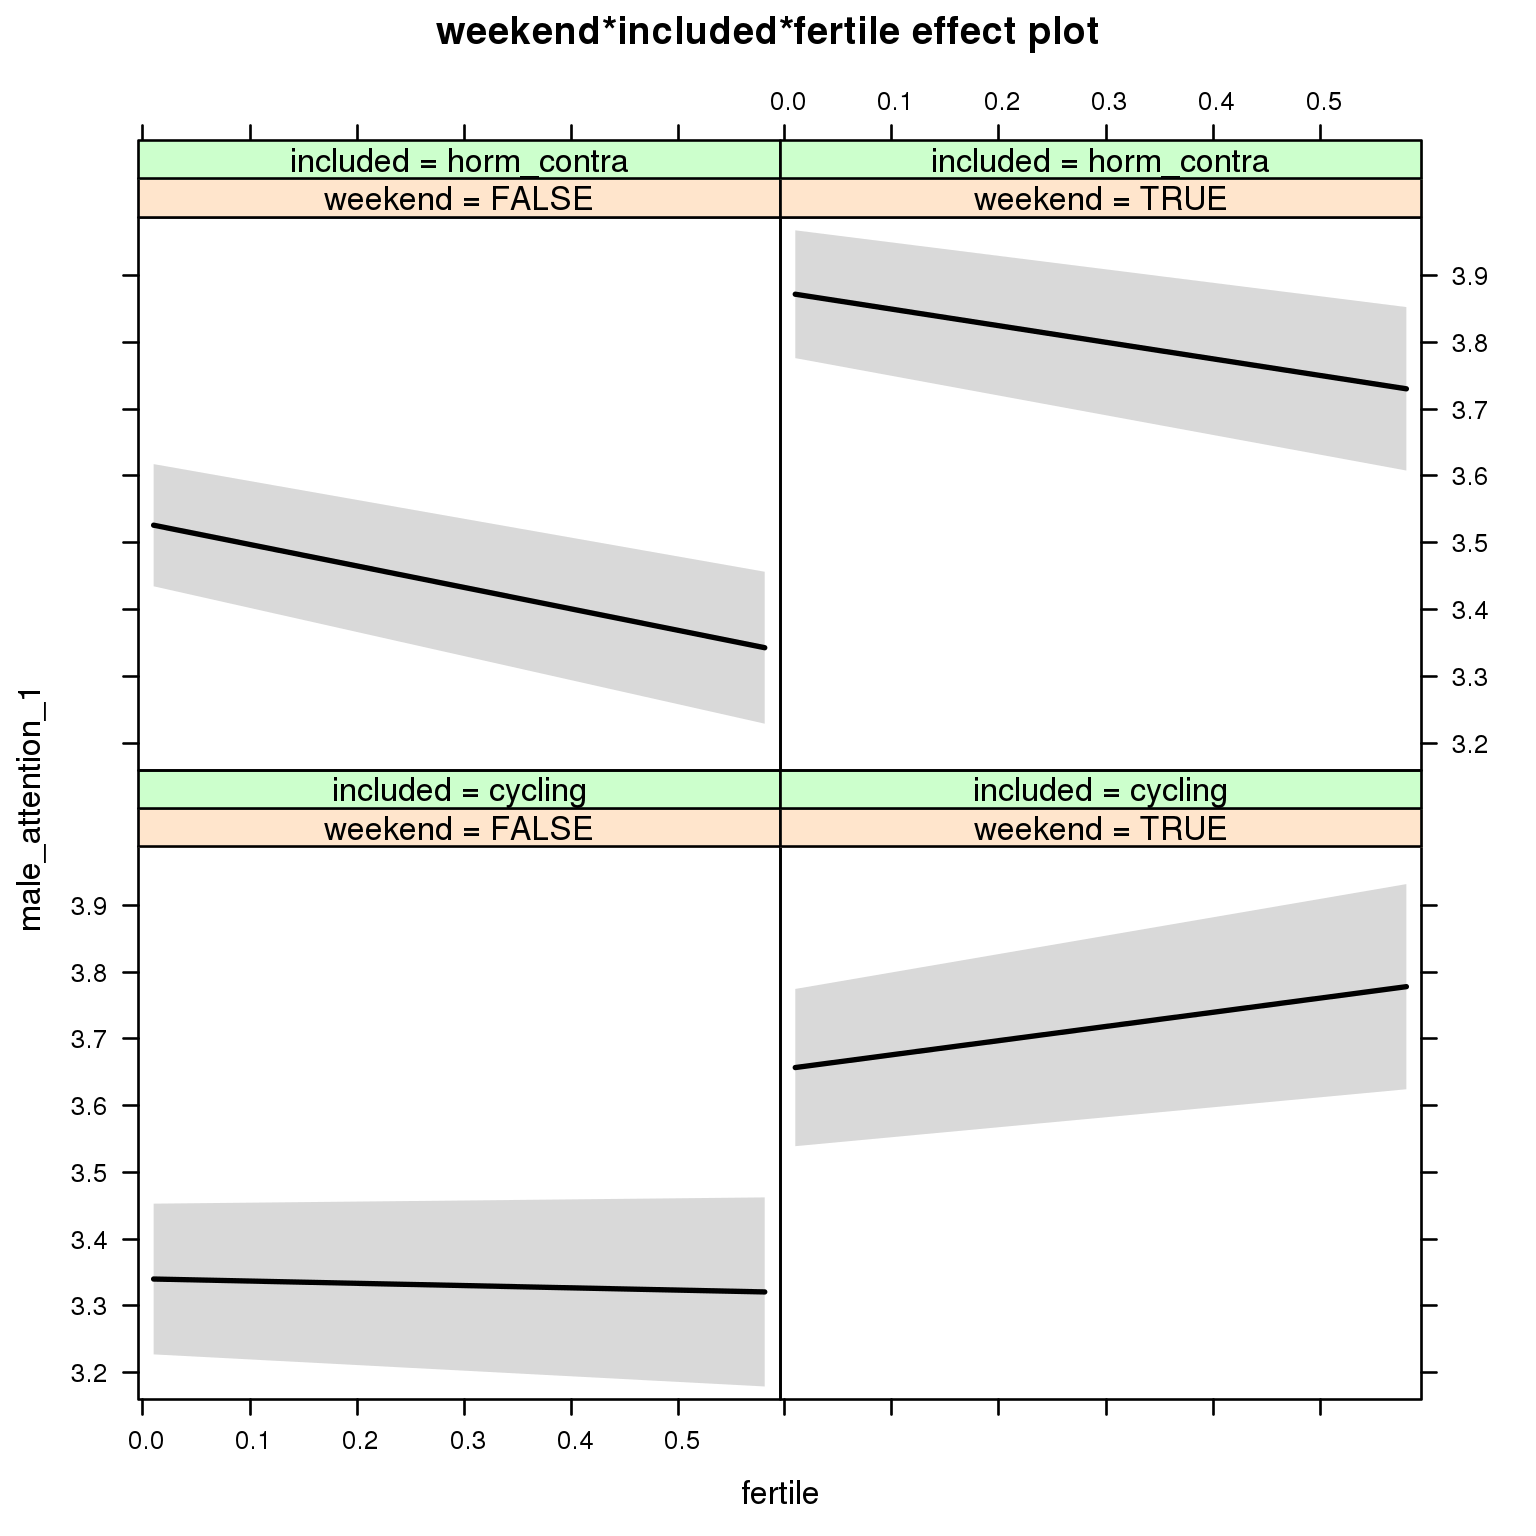 weekend*included*fertile effect plot
0.0 0.1 0.2 0.3 0.4 0.5
included = horm_contra included = horm_contra
weekend = FALSE weekend = TRUE
3.9
3.8
3.7
3.6
3.5
3.4
3.3
3.2
male_attention_1
included = cycling included = cycling
weekend = FALSE weekend = TRUE
3.9
3.8
3.7
3.6
3.5
3.4
3.3
3.2
0.0 0.1 0.2 0.3 0.4 0.5
fertile